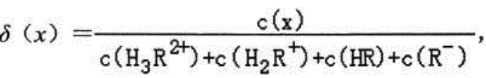 δ (x) = c(x) / c(H₃R²⁺)+c(H₂R⁺)+c(HR)+c(R⁻) ,